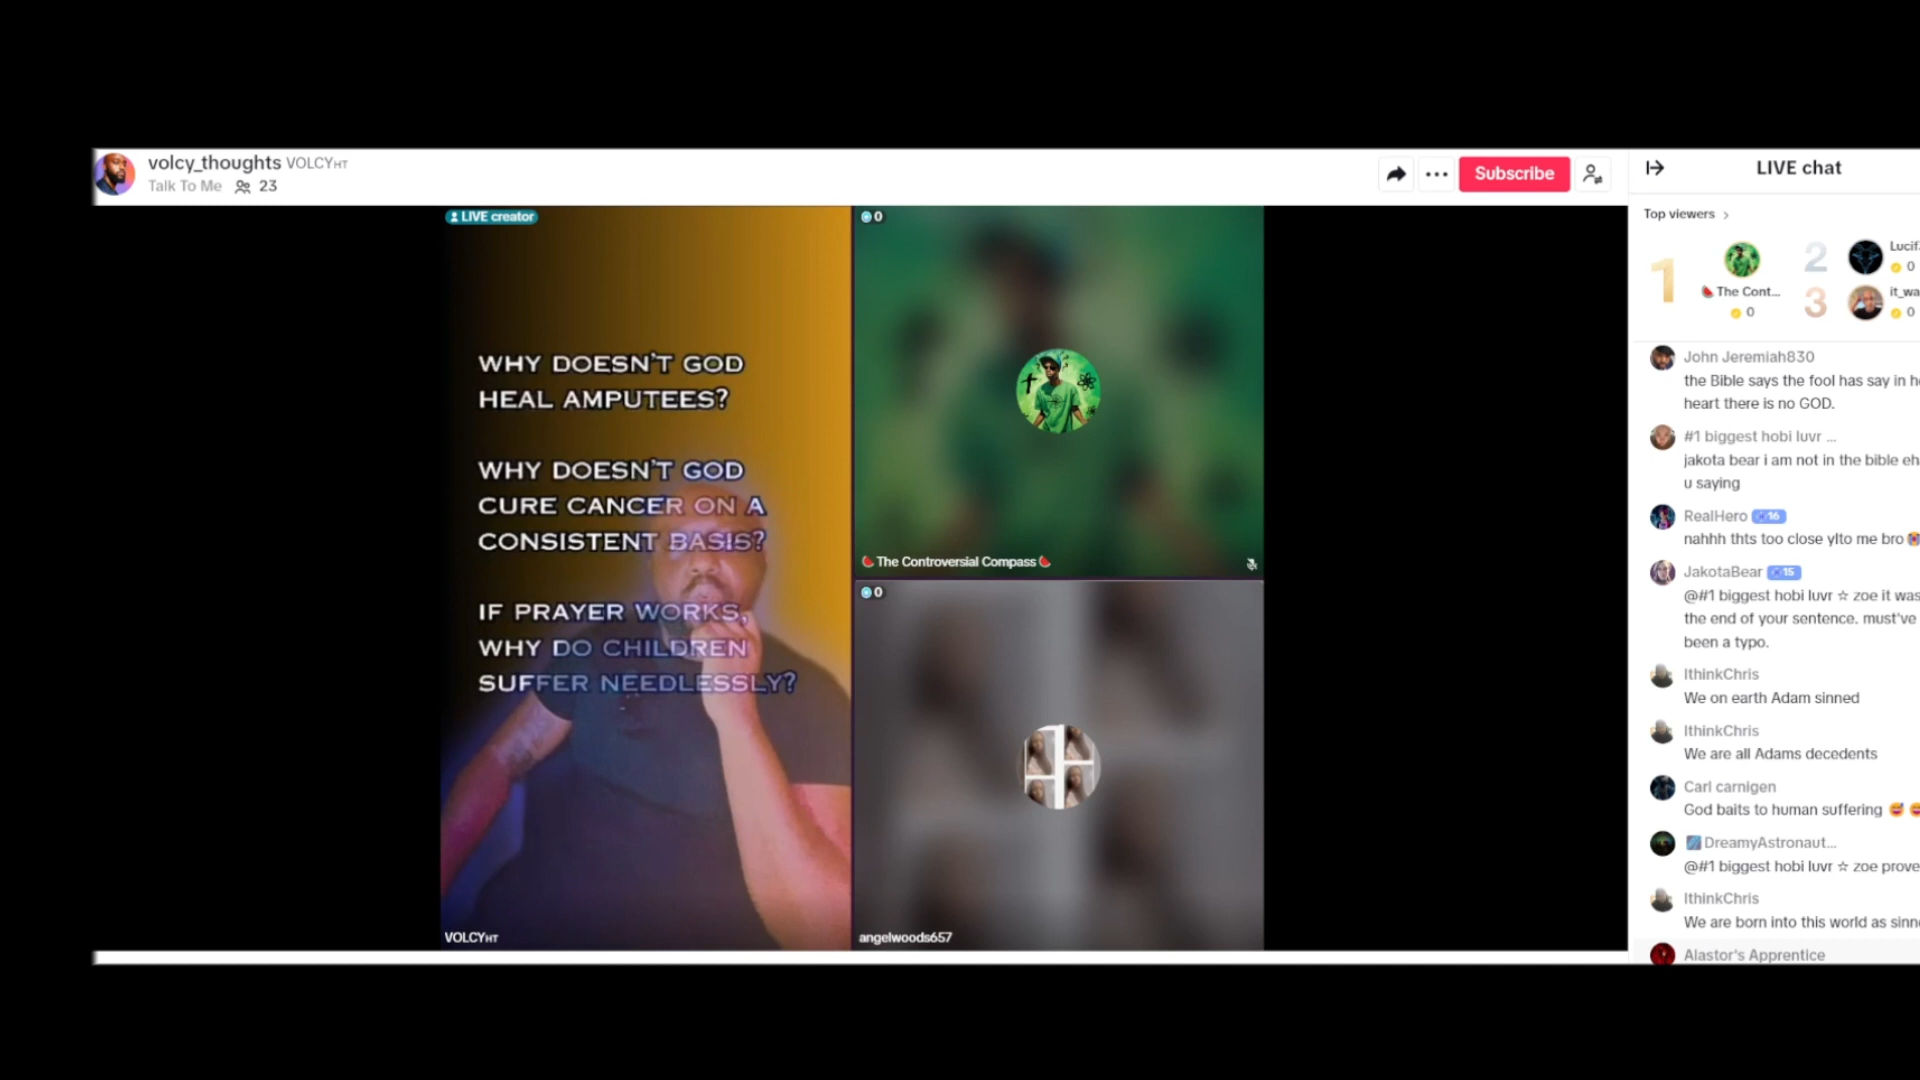 volcy_thoughts VOLCYHT
Talk To Me 23
Subscribe
LIVE chat
LIVE creator
WHY DOESN'T GOD
HEAL AMPUTEES?
WHY DOESN'T GOD
CURE CANCER ON A
CONSISTENT BASIS?
IF PRAYER WORKS,
WHY DO CHILDREN
SUFFER NEEDLESSLY?
VOLCYHT
0
🍉 The Controversial Compass 🍉
0
angelwoods657
Top viewers >
1
🍉 The Cont...
0
2
Lucif
0
3
it_wa
0
John Jeremiah830
the Bible says the fool has say in h
heart there is no GOD.
#1 biggest hobi luvr ...
jakota bear i am not in the bible eh
u saying
RealHero 16
nahhh thts too close ylto me bro
JakotaBear 15
@#1 biggest hobi luvr ☆ zoe it was
the end of your sentence. must've
been a typo.
IthinkChris
We on earth Adam sinned
IthinkChris
We are all Adams decedents
Carl carnigen
God baits to human suffering 😅
DreamyAstronaut...
@#1 biggest hobi luvr ☆ zoe prove
IthinkChris
We are born into this world as sinn
Alastor's Apprentice